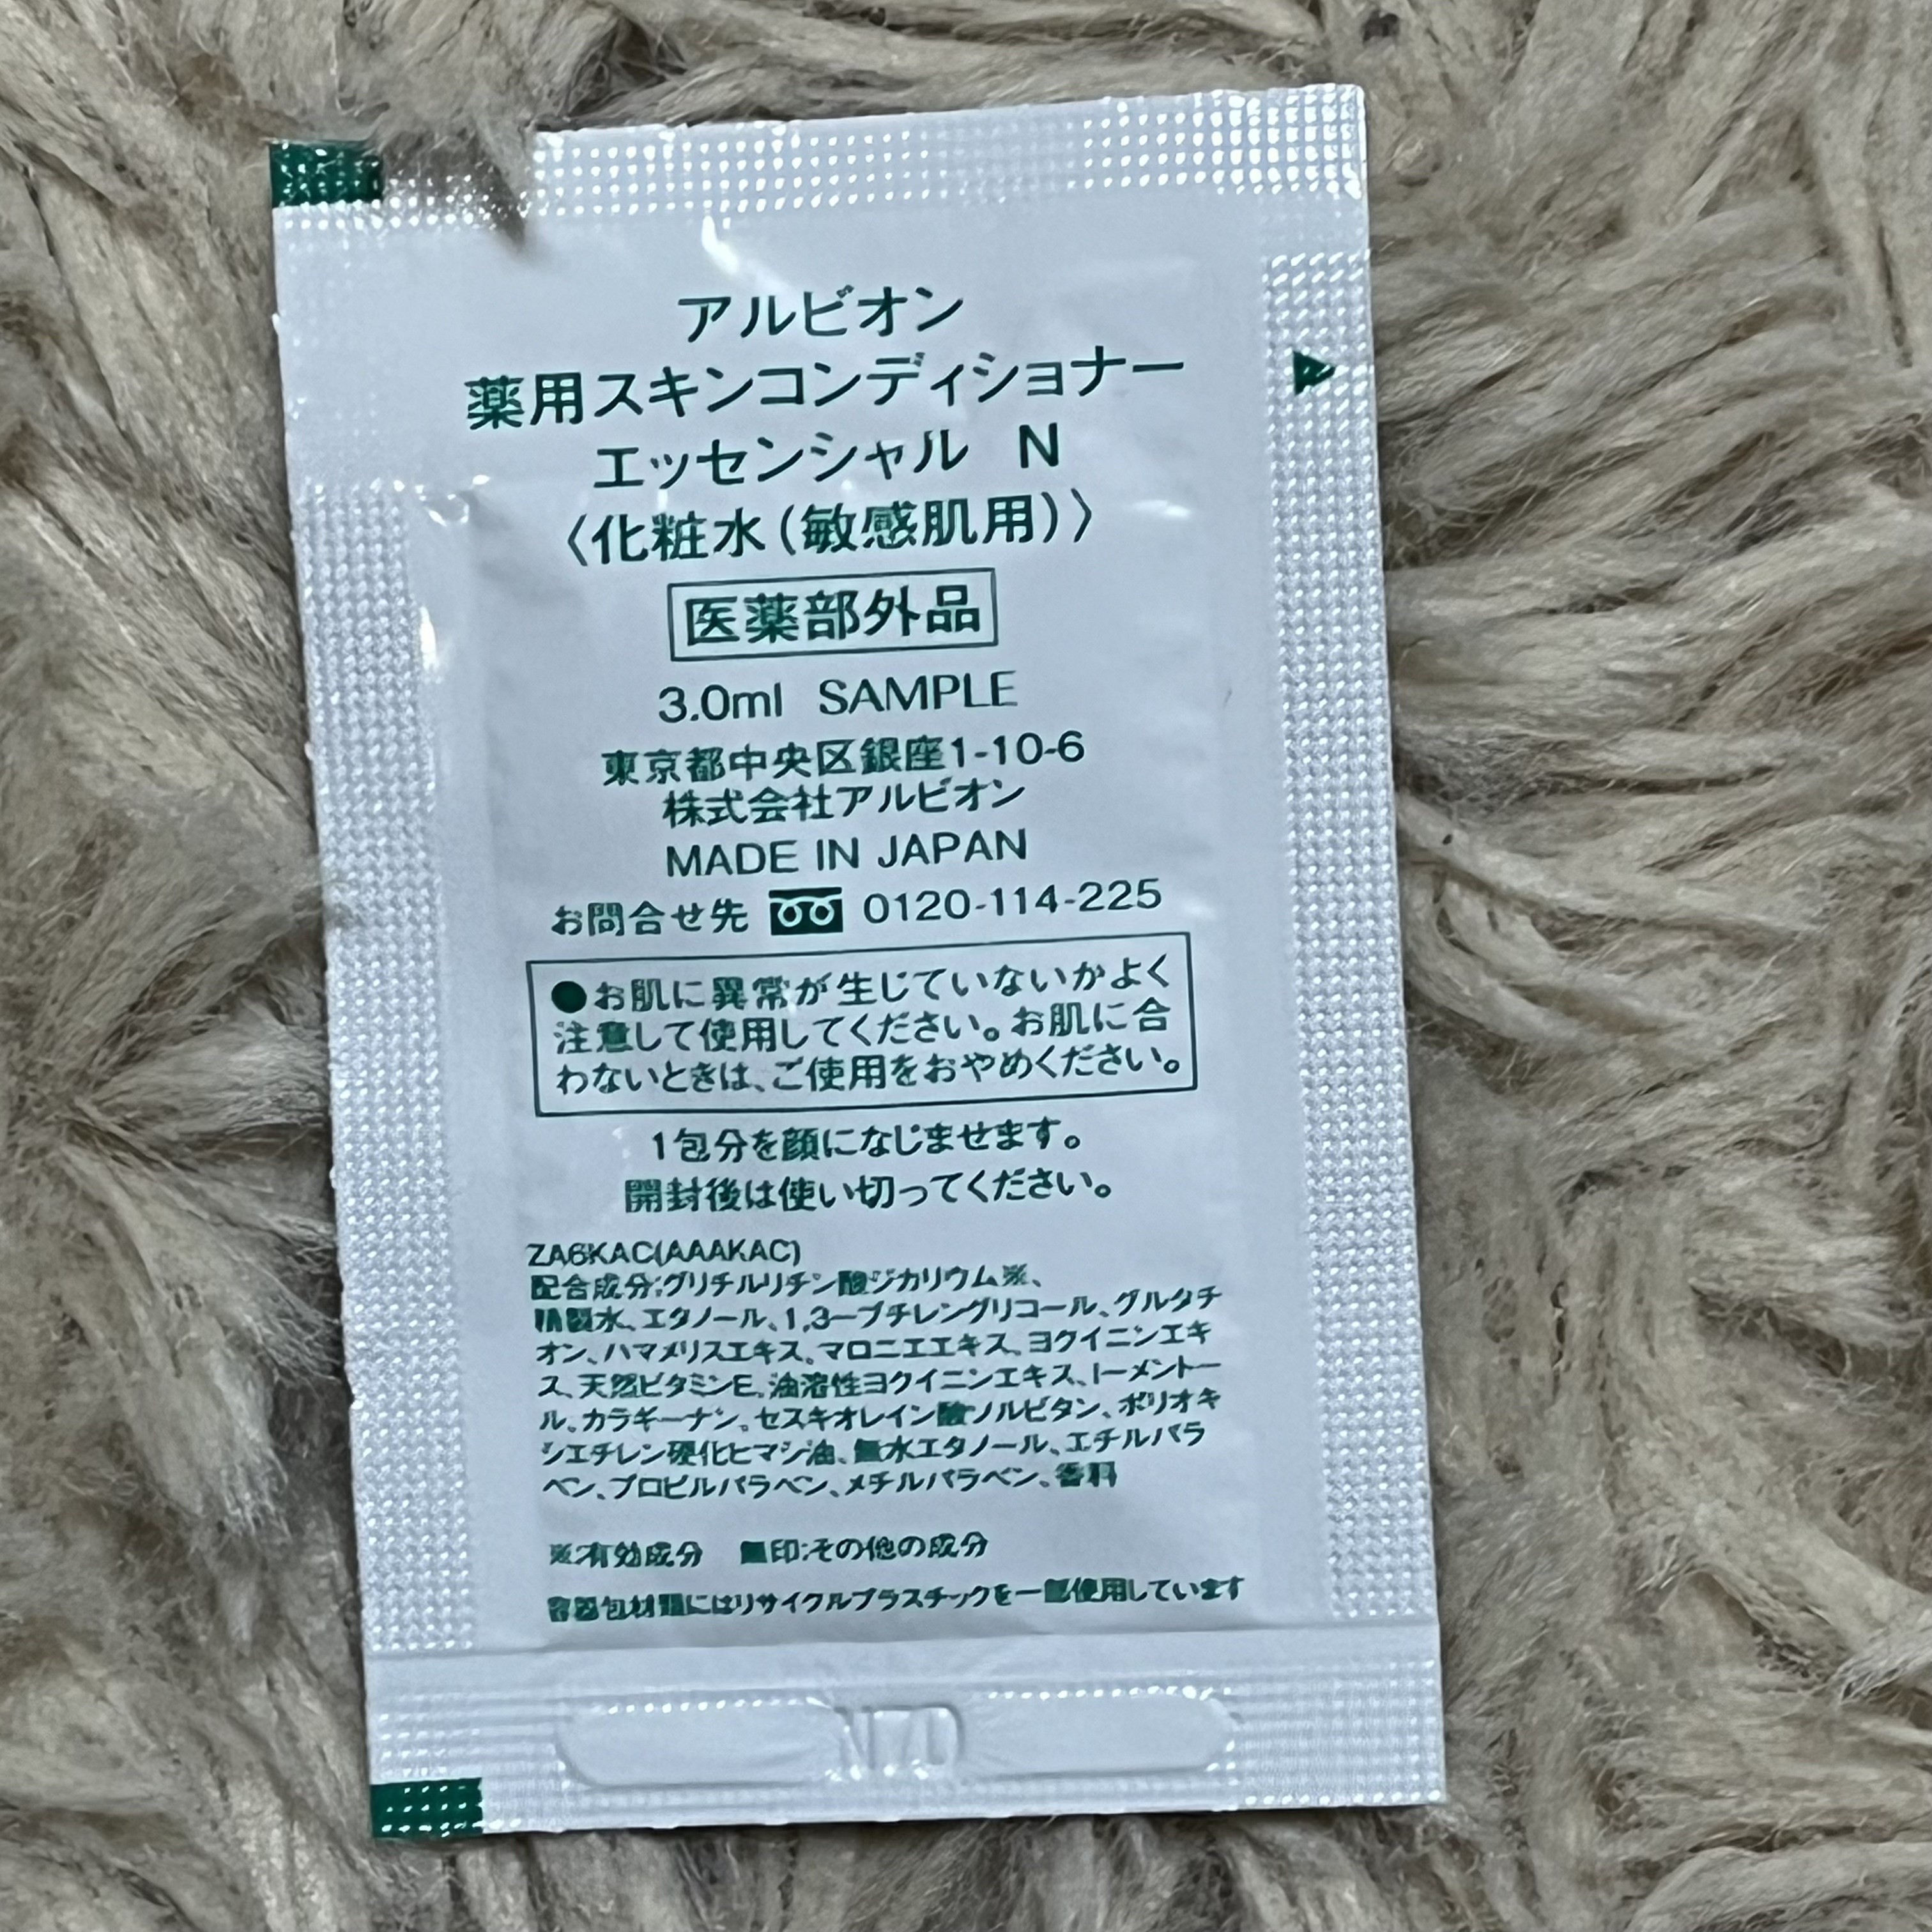 アルビオン
薬用スキンコンディショナー
エッセンシャル N
〈化粧水(敏感肌用)〉
医薬部外品
3.0ml SAMPLE
東京都中央区銀座1-10-6
株式会社アルビオン
MADE IN JAPAN
お問合せ先 0120-114-225
●お肌に異常が生じていないかよく
注意して使用してください。お肌に合
わないときは、ご使用をおやめください。
1包分を顔になじませます。
開封後は使い切ってください。
ZA6KAC(AAAKAC)
配合成分:グリチルリチン酸ジカリウム※、
精製水、エタノール、1,3-ブチレングリコール、グルタチ
オン、ハマメリスエキス、マロニエエキス、ヨクイニンエキ
ス、天然ビタミンE、油溶性ヨクイニンエキス、l-メントー
ル、カラギーナン、セスキオレイン酸ソルビタン、ポリオキ
シエチレン硬化ヒマシ油、無水エタノール、エチルパラ
ベン、プロピルパラベン、メチルパラベン、香料
※:有効成分 無印:その他の成分
容器包材類にはリサイクルプラスチックを一部使用しています